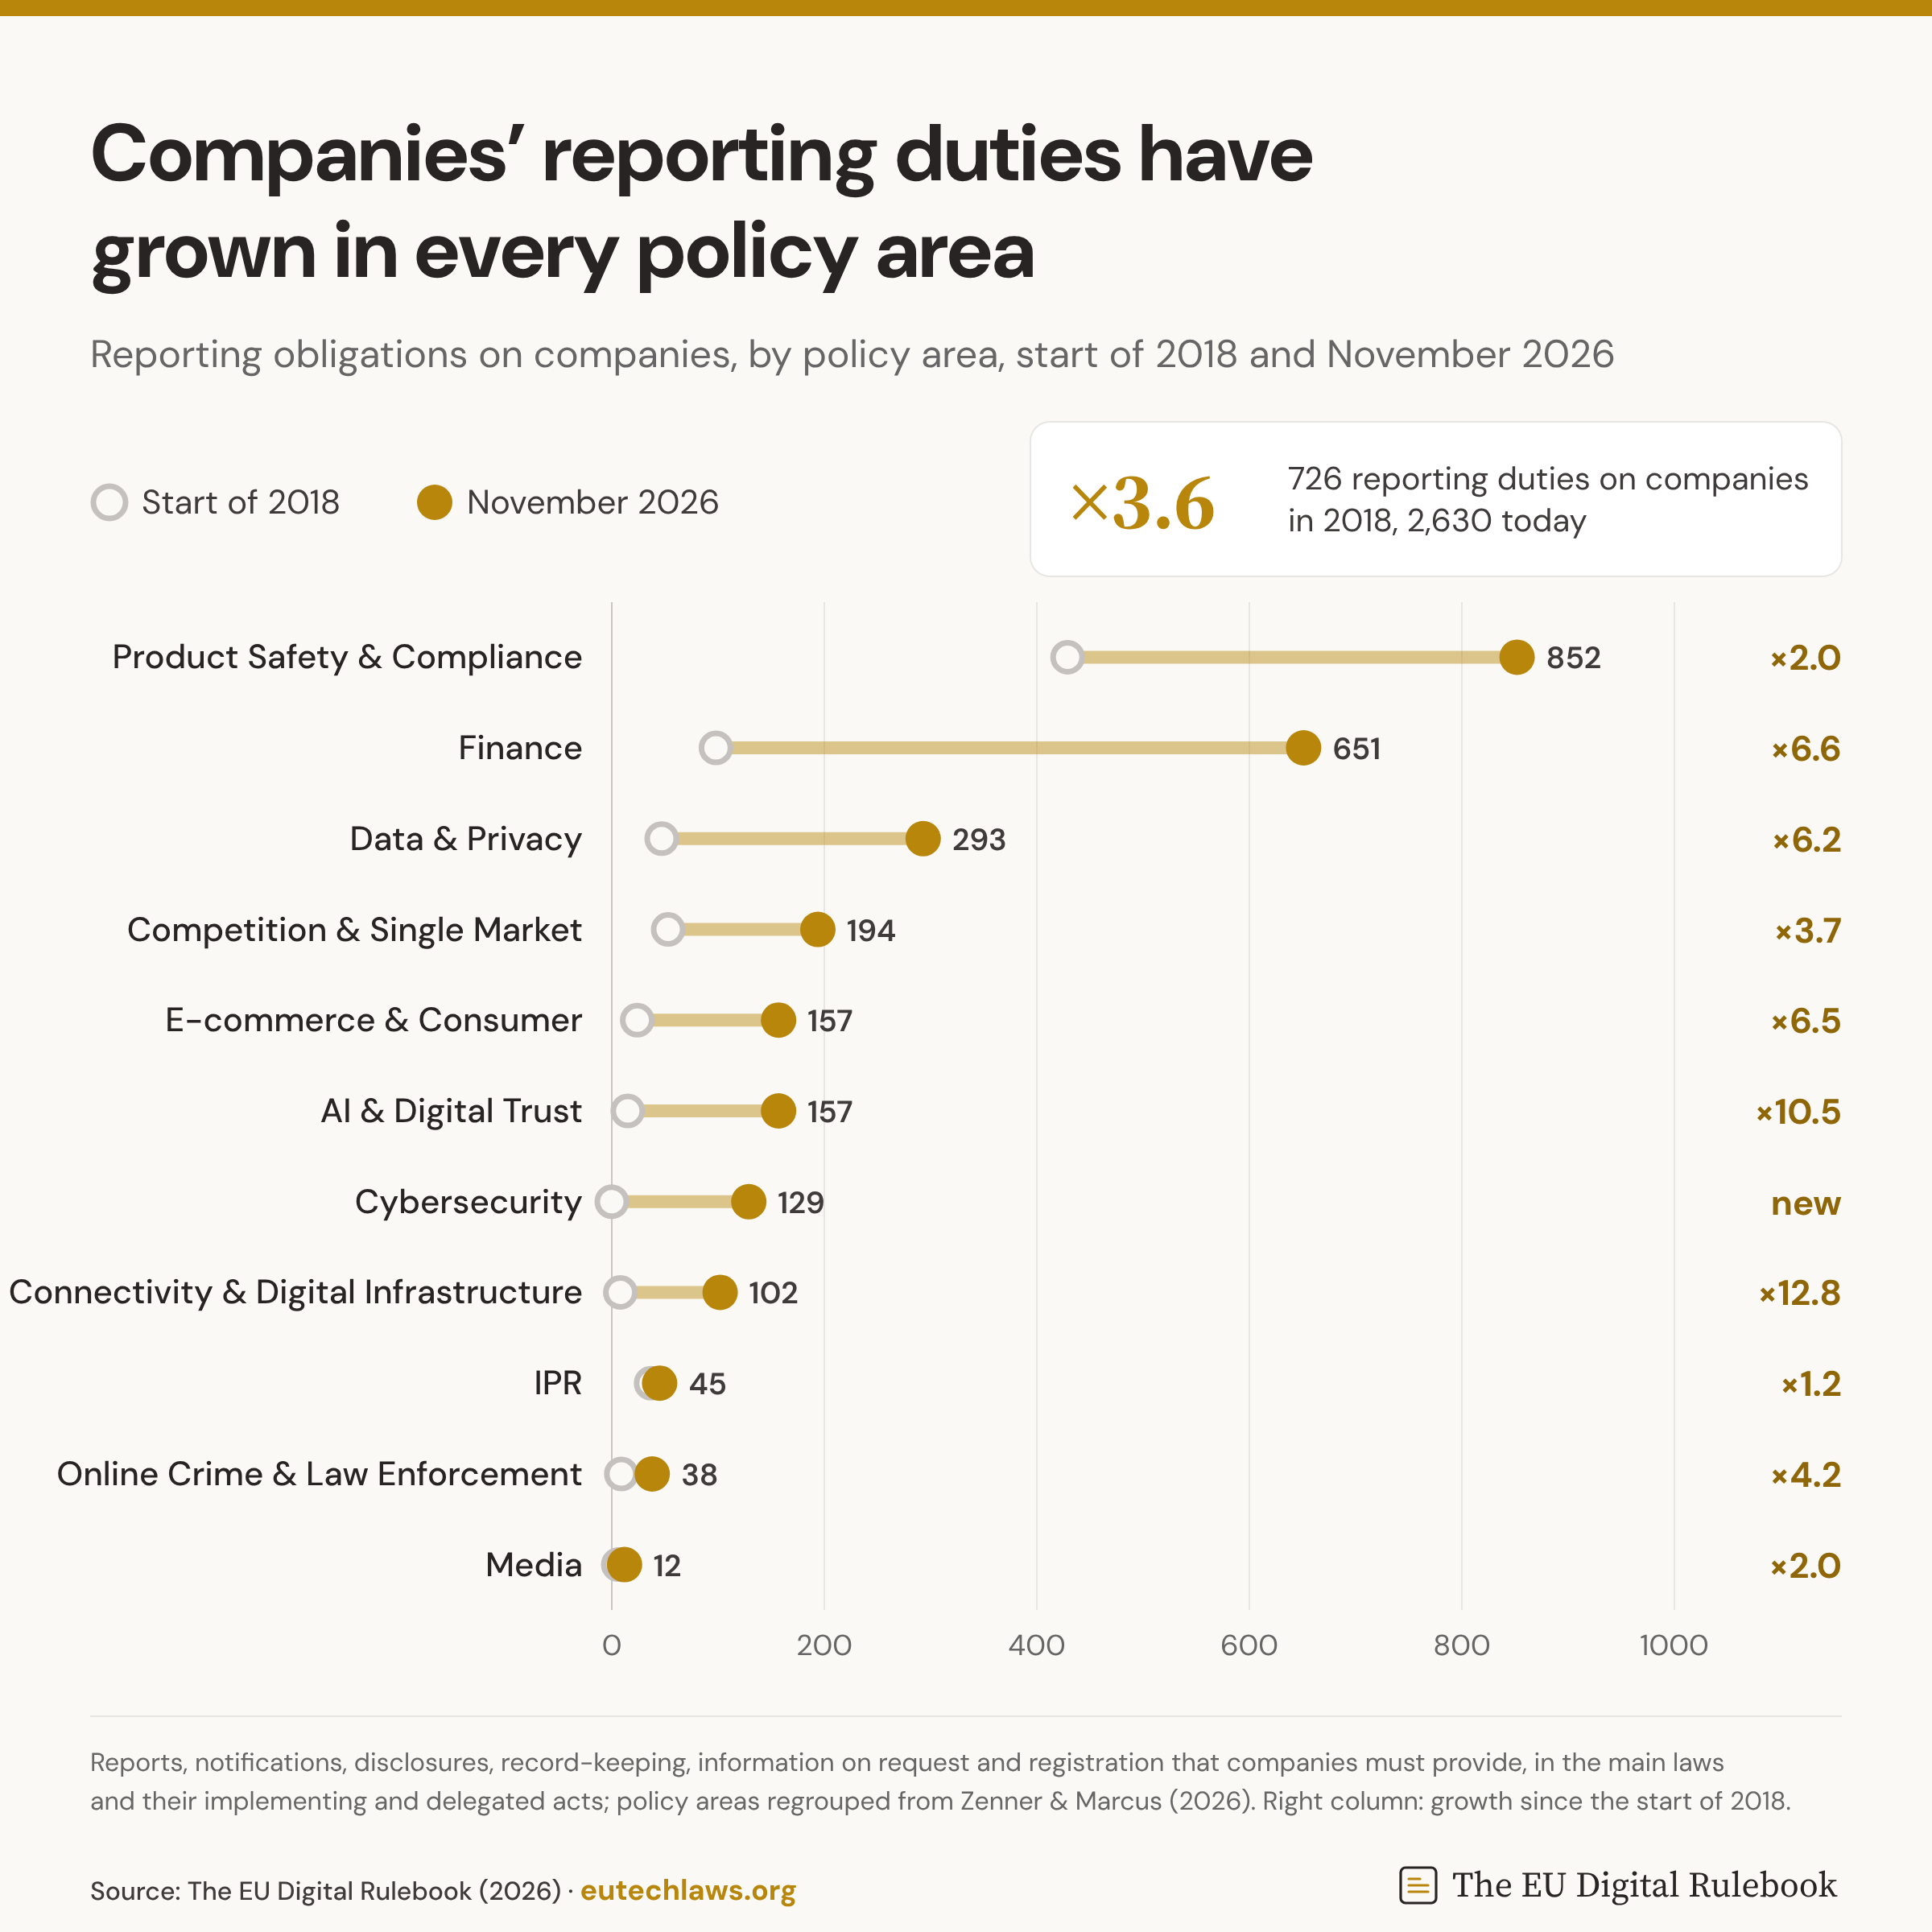 Companies’ reporting duties have
grown in every policy area
Reporting obligations on companies, by policy area, start of 2018 and November 2026
Start of 2018
November 2026
×3.6
726 reporting duties on companies
in 2018, 2,630 today
Product Safety & Compliance 852 ×2.0
Finance 651 ×6.6
Data & Privacy 293 ×6.2
Competition & Single Market 194 ×3.7
E-commerce & Consumer 157 ×6.5
AI & Digital Trust 157 ×10.5
Cybersecurity 129 new
Connectivity & Digital Infrastructure 102 ×12.8
IPR 45 ×1.2
Online Crime & Law Enforcement 38 ×4.2
Media 12 ×2.0
0 200 400 600 800 1000
Reports, notifications, disclosures, record-keeping, information on request and registration that companies must provide, in the main laws
and their implementing and delegated acts; policy areas regrouped from Zenner & Marcus (2026). Right column: growth since the start of 2018.
Source: The EU Digital Rulebook (2026) · eutechlaws.org
The EU Digital Rulebook